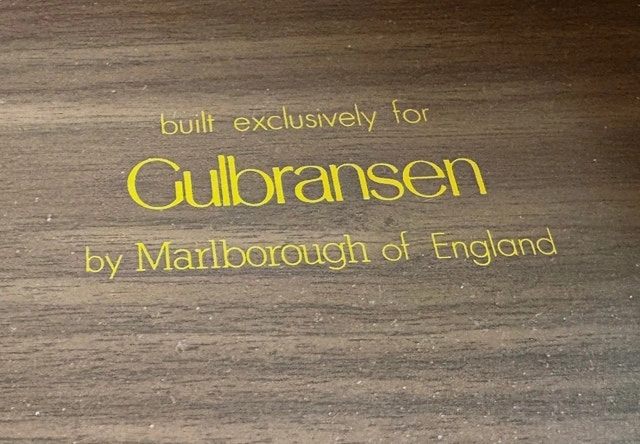 built exclusively for
Gulbransen
by Marlborough of England